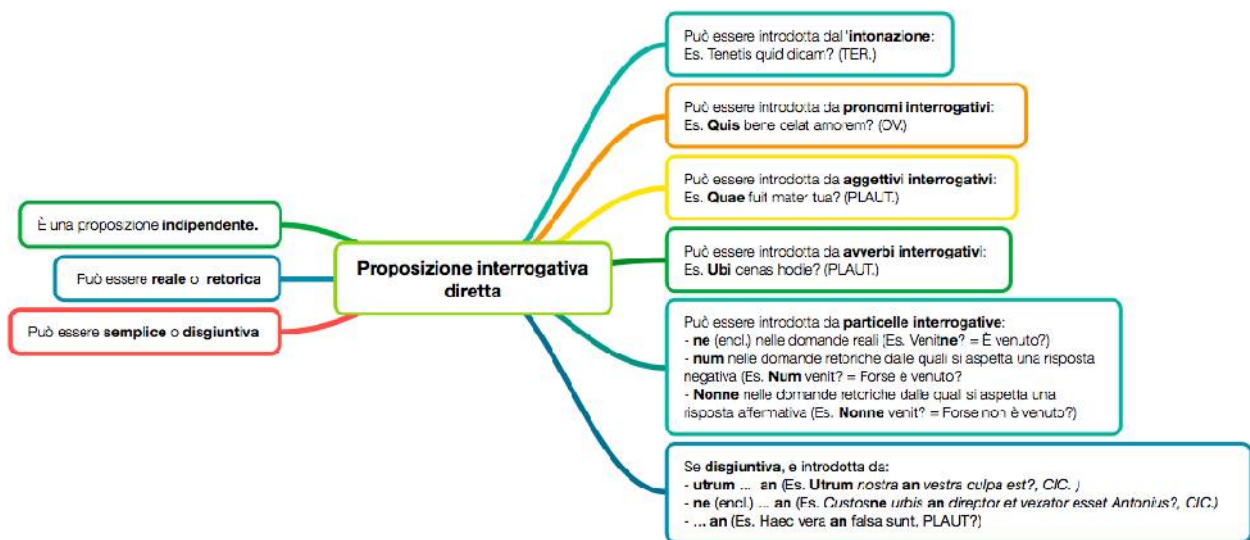 Può essere introdotta dall'intonazione:
Es. Tenetis quid dicam? (TER.)
Può essere introdotta da pronomi interrogativi:
Es. Quis bene celat amorem? (OV.)
Può essere introdotta da aggettivi interrogativi:
Es. Quae fuit mater tua? (PLAUT.)
È una proposizione indipendente.
Può essere reale o retorica
Può essere semplice o disgiuntiva
Proposizione interrogativa
diretta
Può essere introdotta da avverbi interrogativi:
Es. Ubi cenas hodie? (PLAUT.)
Può essere introdotta da particelle interrogative:
- ne (encl.) nelle domande reali (Es. Venitne? = È venuto?)
- num nelle domande retoriche dalle quali si aspetta una risposta
negativa (Es. Num venit? = Forse è venuto?
- Nonne nelle domande retoriche dalle quali si aspetta una
risposta affermativa (Es. Nonne venit? = Forse non è venuto?)
Se disgiuntiva, è introdotta da:
- utrum ... an (Es. Utrum nostra an vestra culpa est?, CIC. )
- ne (encl.) ... an (Es. Custosne urbis an direptor et vexator esset Antonius?, CIC.)
- ... an (Es. Haec vera an falsa sunt, PLAUT?)